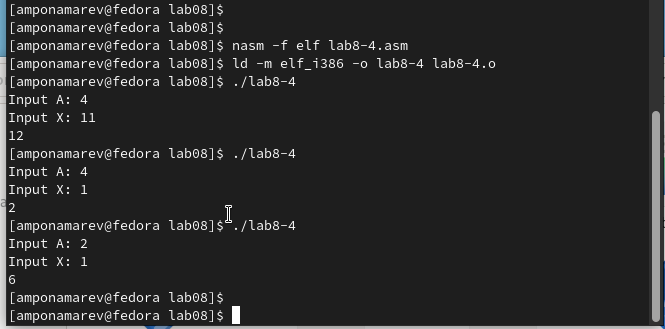 [amponamarev@fedora lab08]$
[amponamarev@fedora lab08]$
[amponamarev@fedora lab08]$ nasm -f elf lab8-4.asm
[amponamarev@fedora lab08]$ ld -m elf_i386 -o lab8-4 lab8-4.o
[amponamarev@fedora lab08]$ ./lab8-4
Input A: 4
Input X: 11
12
[amponamarev@fedora lab08]$ ./lab8-4
Input A: 4
Input X: 1
2
[amponamarev@fedora lab08]$ ./lab8-4
Input A: 2
Input X: 1
6
[amponamarev@fedora lab08]$
[amponamarev@fedora lab08]$